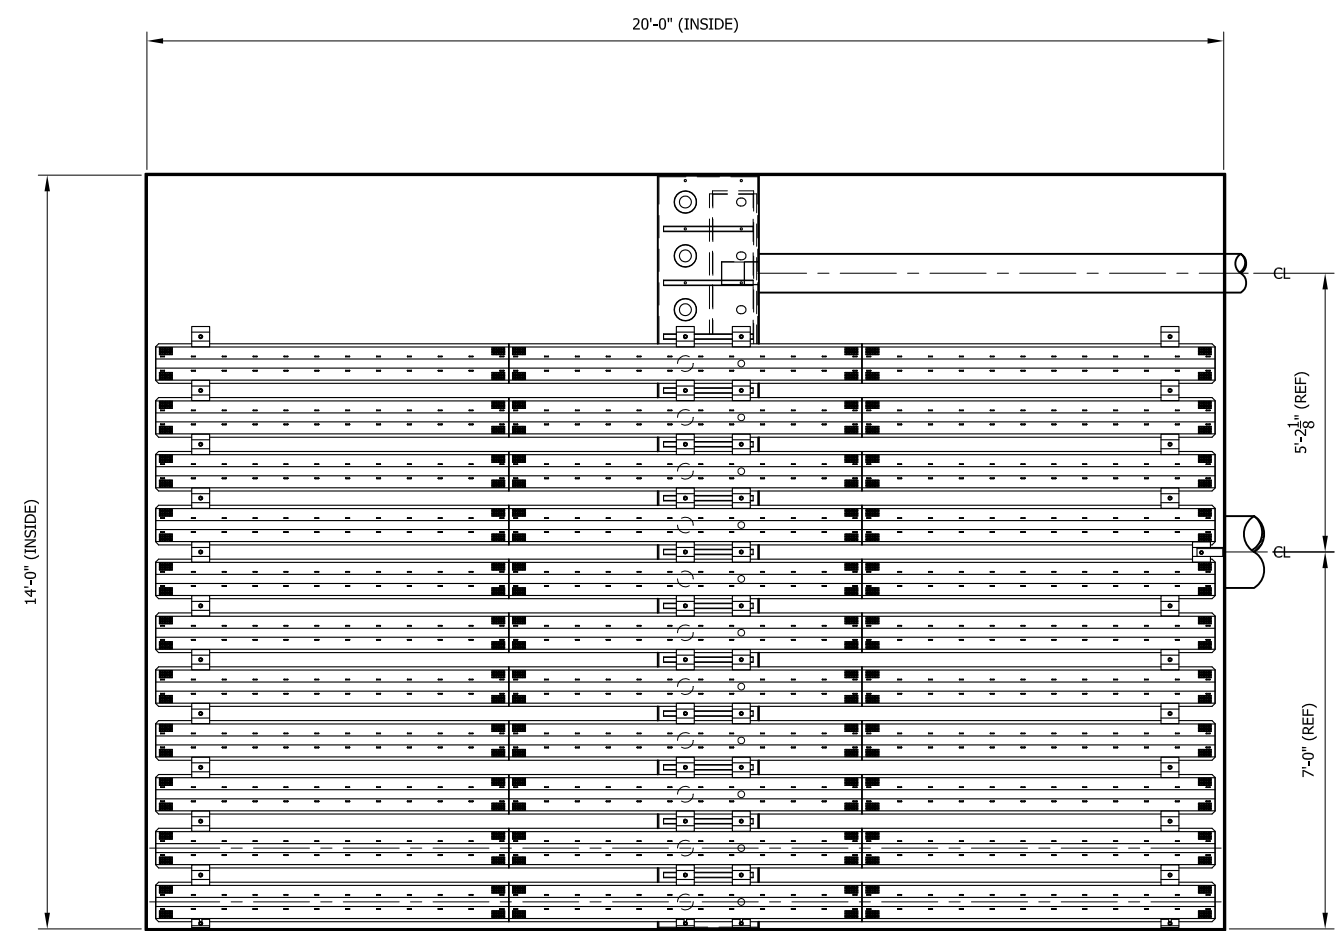 20'-0" (INSIDE)
CL
5'-2 1/8" (REF)
14'-0" (INSIDE)
CL
7'-0" (REF)